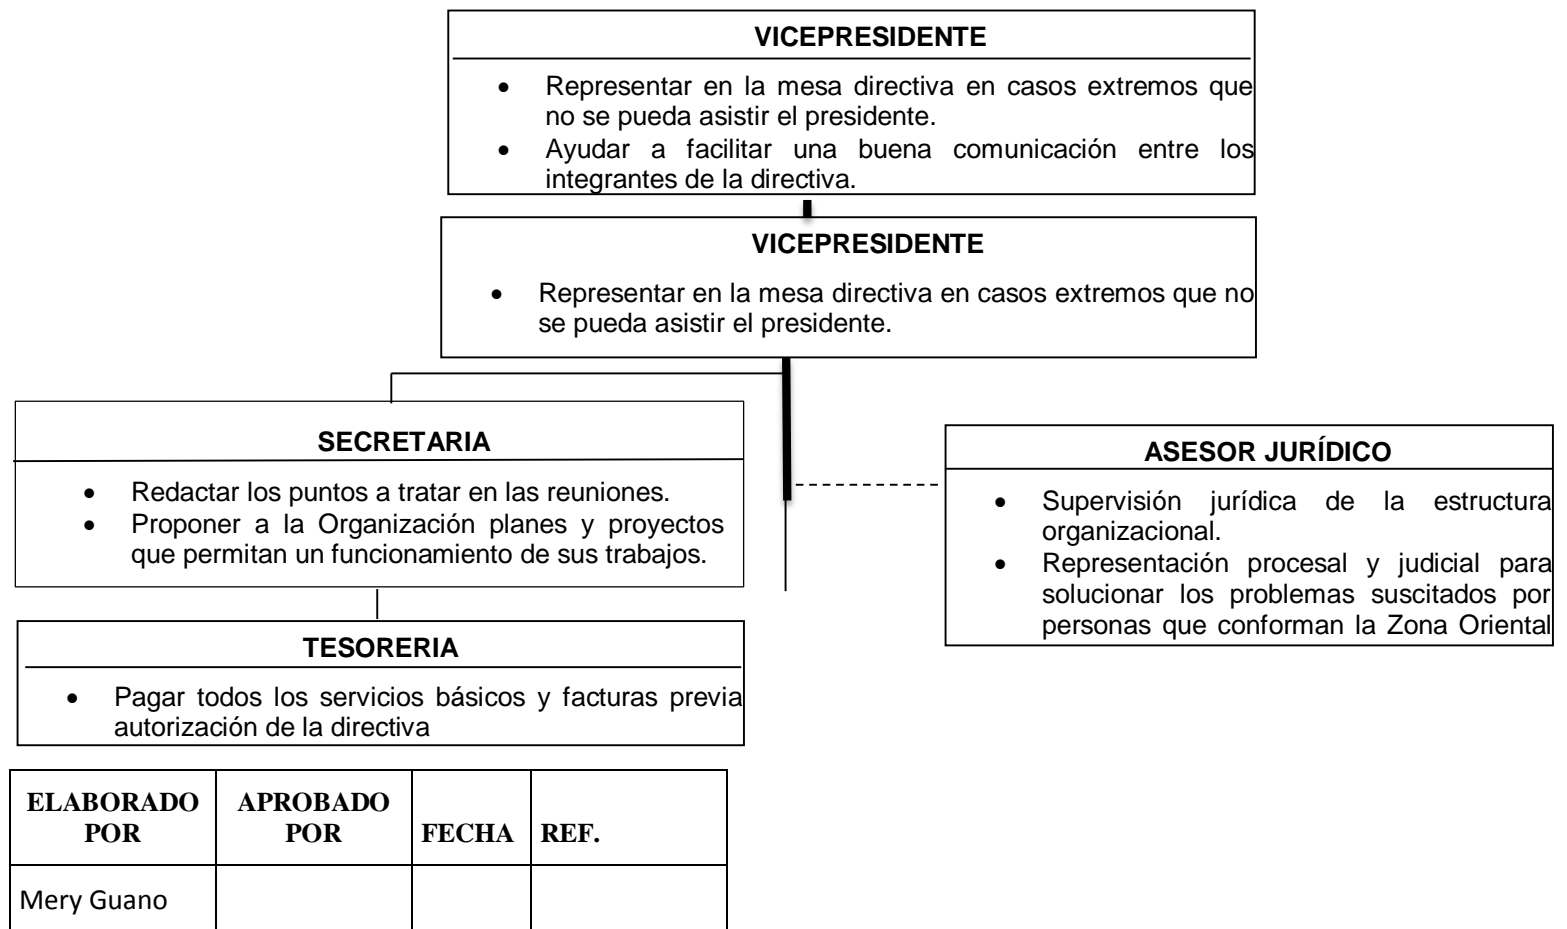 VICEPRESIDENTE
• Representar en la mesa directiva en casos extremos que
no se pueda asistir el presidente.
• Ayudar a facilitar una buena comunicación entre los
integrantes de la directiva.
VICEPRESIDENTE
• Representar en la mesa directiva en casos extremos que no
se pueda asistir el presidente.
SECRETARIA
• Redactar los puntos a tratar en las reuniones.
• Proponer a la Organización planes y proyectos
que permitan un funcionamiento de sus trabajos.
ASESOR JURÍDICO
• Supervisión jurídica de la estructura
organizacional.
• Representación procesal y judicial para
solucionar los problemas suscitados por
personas que conforman la Zona Oriental
TESORERIA
• Pagar todos los servicios básicos y facturas previa
autorización de la directiva
ELABORADO
POR
APROBADO
POR
FECHA
REF.
Mery Guano